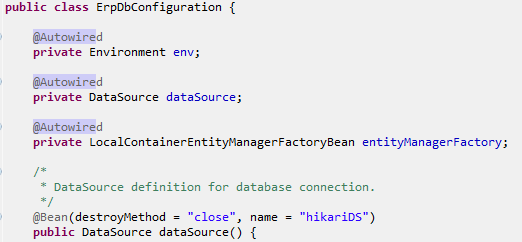 public class ErpDbConfiguration {
@Autowired
private Environment env;
@Autowired
private DataSource dataSource;
@Autowired
private LocalContainerEntityManagerFactoryBean entityManagerFactory;
/*
* DataSource definition for database connection.
*/
@Bean(destroyMethod = "close", name = "hikariDS")
public DataSource dataSource() {